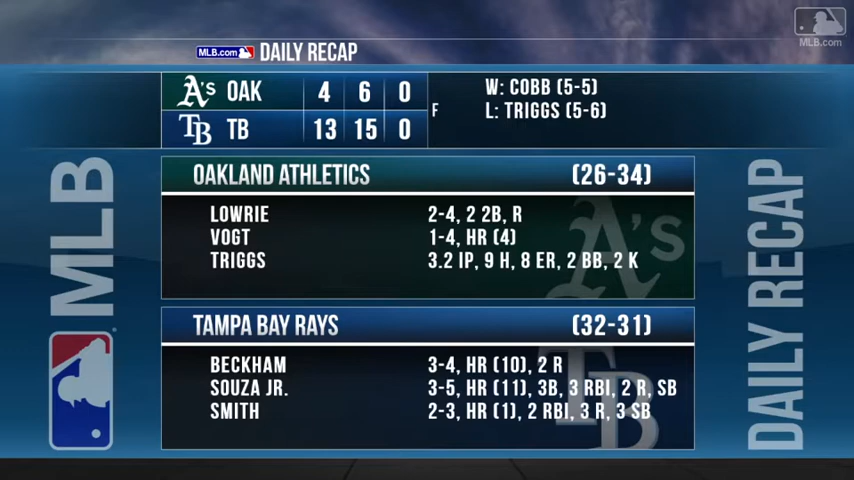 MLB.com
MLB.com DAILY RECAP
A's OAK 4 6 0
TB TB 13 15 0
F
W: COBB (5-5)
L: TRIGGS (5-6)
MLB
OAKLAND ATHLETICS (26-34)
LOWRIE 2-4, 2 2B, R
VOGT 1-4, HR (4)
TRIGGS 3.2 IP, 9 H, 8 ER, 2 BB, 2 K
A's
TAMPA BAY RAYS (32-31)
BECKHAM 3-4, HR (10), 2 R
SOUZA JR. 3-5, HR (11), 3B, 3 RBI, 2 R, SB
SMITH 2-3, HR (1), 2 RBI, 3 R, 3 SB
TB
DAILY RECAP